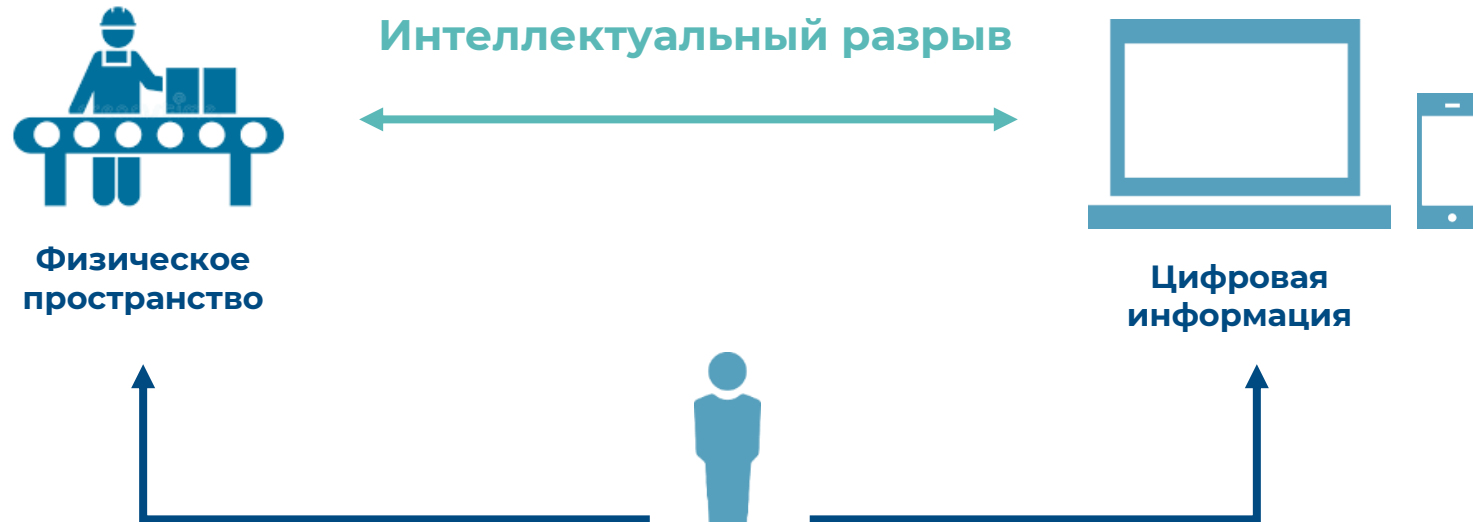 Интеллектуальный разрыв
Физическое
пространство
Цифровая
информация